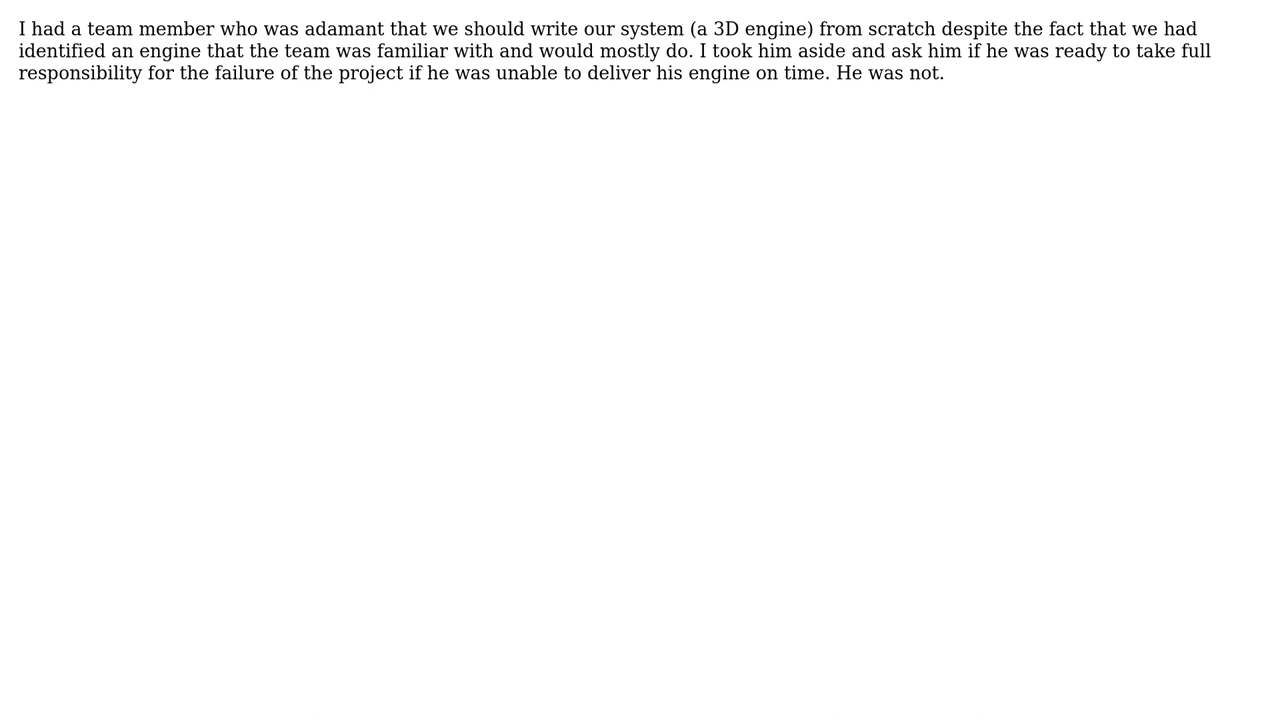 I had a team member who was adamant that we should write our system (a 3D engine) from scratch despite the fact that we had
identified an engine that the team was familiar with and would mostly do. I took him aside and ask him if he was ready to take full
responsibility for the failure of the project if he was unable to deliver his engine on time. He was not.